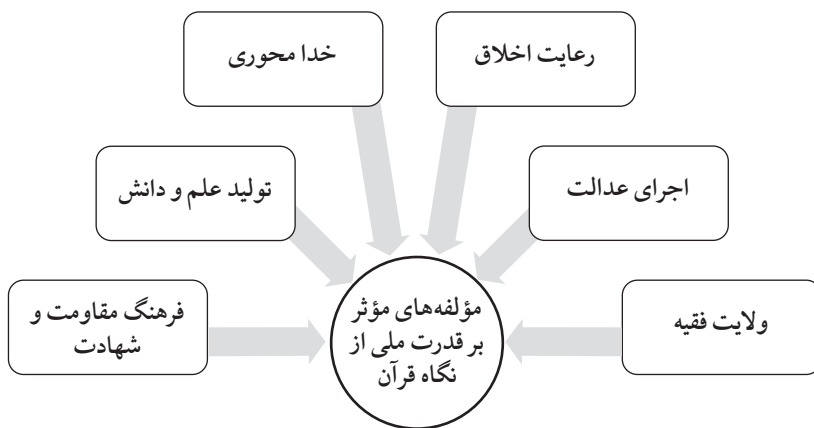 رعایت اخلاق
خدا محوری
اجرای عدالت
تولید علم و دانش
ولایت فقیه
فرهنگ مقاومت و
شهادت
مؤلفه‌های مؤثر
بر قدرت ملی از
نگاه قرآن